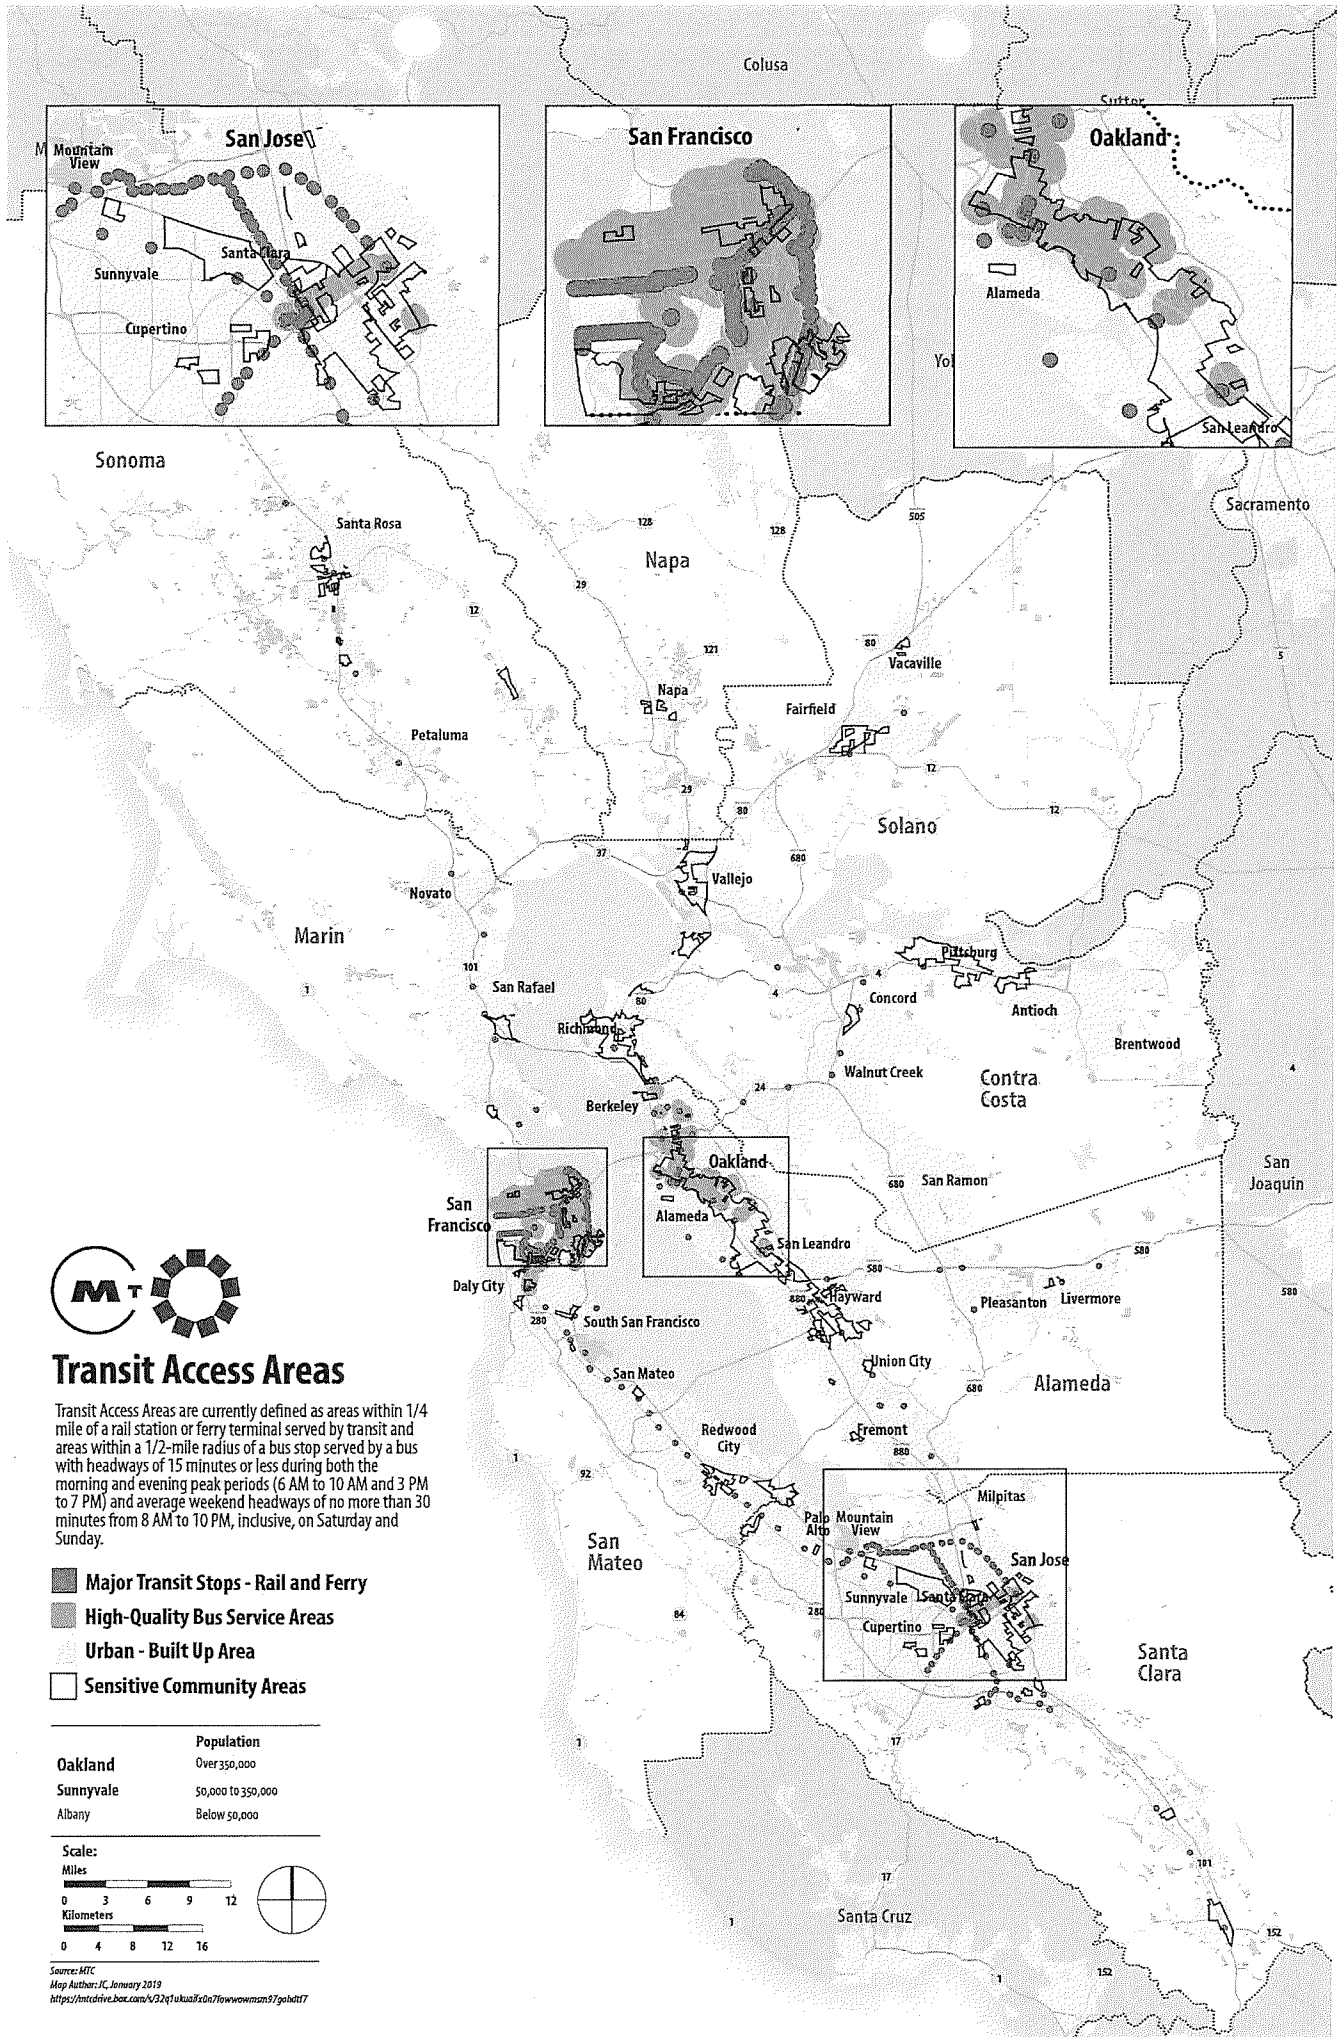 Colusa
Sutter
San Jose
Mountain
View
Santa Clara
Sunnyvale
Cupertino
San Francisco
Oakland
Alameda
San Leandro
Yol
Sonoma
Santa Rosa
128
128
505
Sacramento
Napa
29
12
80
121
Vacaville
5
Napa
Fairfield
Petaluma
12
29
80
12
Solano
37
680
Vallejo
Novato
Marin
Pittsburg
101
4
1
San Rafael
80
4
Concord
Antioch
Richmond
Brentwood
Walnut Creek
4
24
Contra
Costa
Berkeley
Oakland
San
Joaquin
680
San Ramon
San
Francisco
Alameda
San Leandro
580
580
Daly City
580
880
Hayward
Pleasanton
Livermore
280
South San Francisco
Union City
San Mateo
680
Alameda
Redwood
City
Fremont
880
1
92
Milpitas
Palo
Alto
Mountain
View
San
Mateo
San Jose
Sunnyvale
Santa Clara
84
280
Cupertino
Santa
Clara
1
17
101
17
Santa Cruz
1
152
152
1
M T
Transit Access Areas
Transit Access Areas are currently defined as areas within 1/4
mile of a rail station or ferry terminal served by transit and
areas within a 1/2-mile radius of a bus stop served by a bus
with headways of 15 minutes or less during both the
morning and evening peak periods (6 AM to 10 AM and 3 PM
to 7 PM) and average weekend headways of no more than 30
minutes from 8 AM to 10 PM, inclusive, on Saturday and
Sunday.
Major Transit Stops - Rail and Ferry
High-Quality Bus Service Areas
Urban - Built Up Area
Sensitive Community Areas
Population
Oakland Over 350,000
Sunnyvale 50,000 to 350,000
Albany Below 50,000
Scale:
Miles
0 3 6 9 12
Kilometers
0 4 8 12 16
Source: MTC
Map Author: JC, January 2019